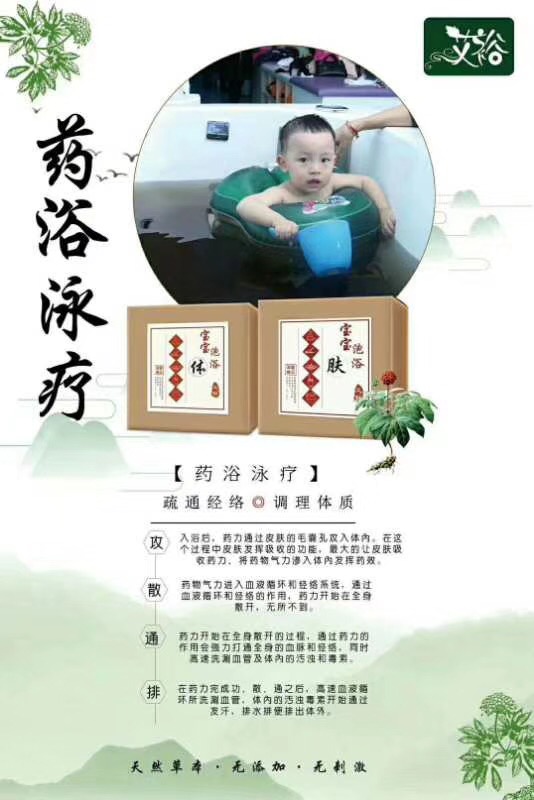 艾裕
药浴泳疗
宝宝
泡浴
体
宝宝
泡浴
肤
【药浴泳疗】
疏通经络◎调理体质
攻
入浴后，药力通过皮肤的毛囊孔攻入体内。在这
个过程中皮肤发挥吸收的功能，最大的让皮肤吸
收药力、将药物气力渗入体内发挥药效。
散
药物气力进入血液循环和经络系统，通过
血液循环和经络的作用，药力开始在全身
散开，无所不到。
通
药力开始在全身散开的过程，通过药力的
作用会强力打通全身的血脉和经络，同时
高速洗涮血管及体内的污浊和毒素。
排
在药力完成功、散、通之后，高速血液循
环所洗涮血管，体内的污浊毒素开始通过
发汗，排水排便排出体外。
天然草本·无添加·无刺激